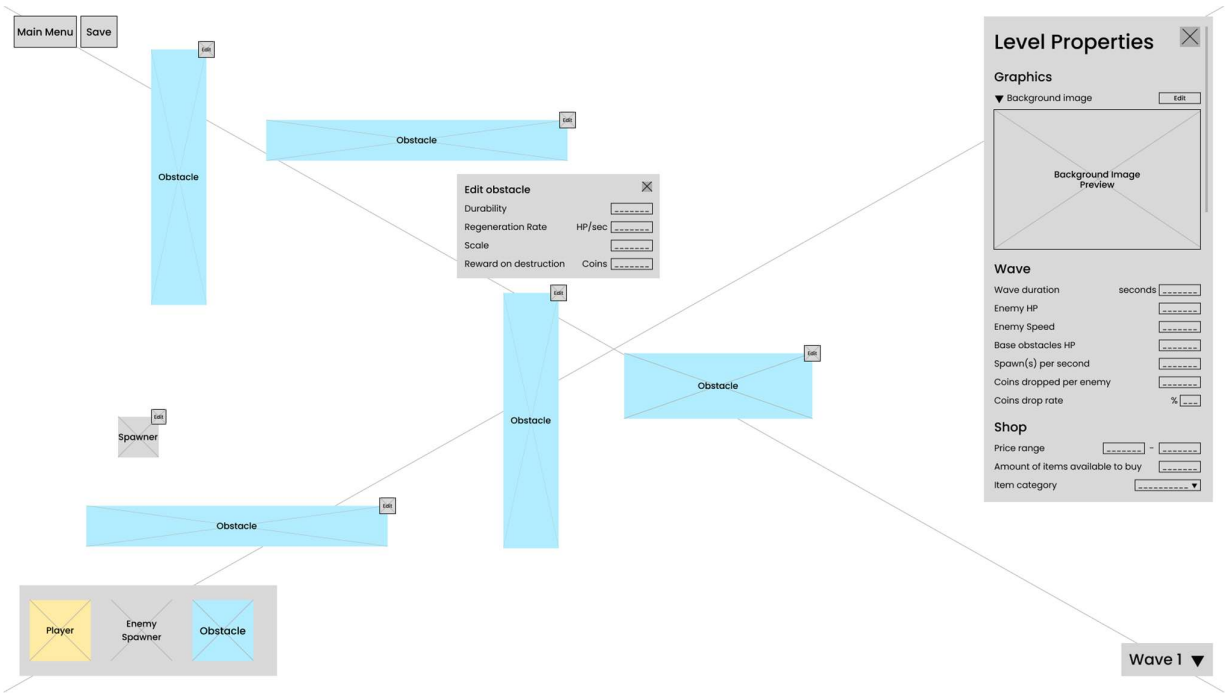 Main Menu
Save
Edit
Obstacle
Edit
Obstacle
Edit obstacle
Durability
Regeneration Rate HP/sec
Scale
Reward on destruction Coins
Edit
Obstacle
Edit
Obstacle
Edit
Spawner
Edit
Obstacle
Player
Enemy
Spawner
Obstacle
Level Properties
Graphics
Background image Edit
Background Image
Preview
Wave
Wave duration seconds
Enemy HP
Enemy Speed
Base obstacles HP
Spawn(s) per second
Coins dropped per enemy
Coins drop rate %
Shop
Price range -
Amount of items available to buy
Item category
Wave 1